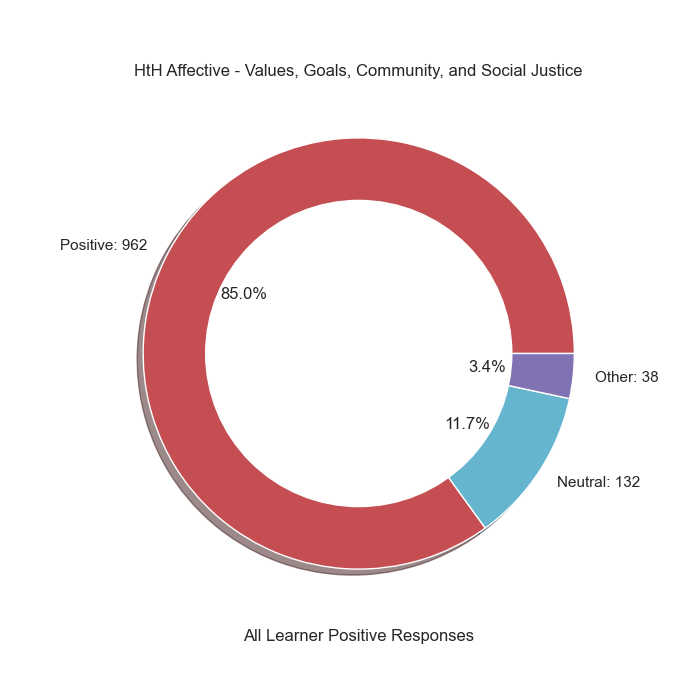 HtH Affective - Values, Goals, Community, and Social Justice
Positive: 962
85.0%
3.4%
Other: 38
11.7%
Neutral: 132
All Learner Positive Responses